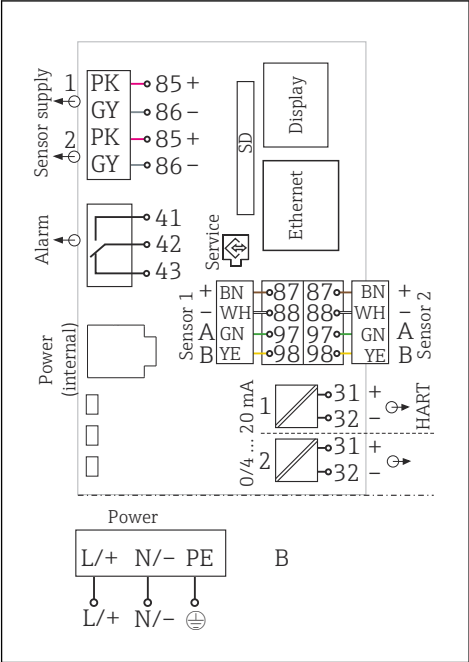 Sensor supply
1 PK 85 +
GY 86 −
2 PK 85 +
GY 86 −
SD
Display
Ethernet
Alarm
41
42
43
Service
Power
(internal)
Sensor 1
+ BN 87 87 BN +
− WH 88 88 WH −
A GN 97 97 GN A
B YE 98 98 YE B
Sensor 2
0/4 ... 20 mA
1 31 +
32 −
HART
2 31 +
32 −
Power
L/+ N/− PE
B
L/+ N/−